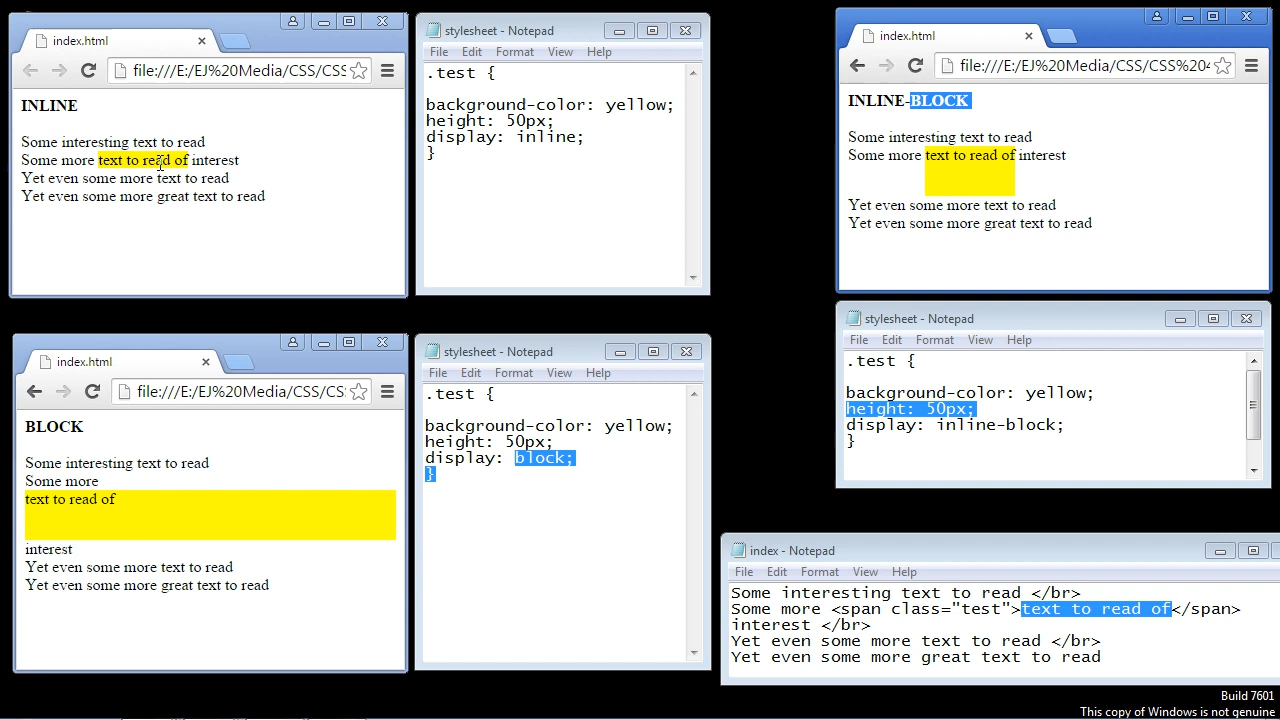 index.html
file:///E:/EJ%20Media/CSS/CSS
INLINE
Some interesting text to read
Some more text to read of interest
Yet even some more text to read
Yet even some more great text to read
stylesheet - Notepad
File Edit Format View Help
.test {
background-color: yellow;
height: 50px;
display: inline;
}
index.html
file:///E:/EJ%20Media/CSS/CSS%204
INLINE-BLOCK
Some interesting text to read
Some more text to read of interest
Yet even some more text to read
Yet even some more great text to read
stylesheet - Notepad
File Edit Format View Help
.test {
background-color: yellow;
height: 50px;
display: inline-block;
}
index.html
file:///E:/EJ%20Media/CSS/CS
BLOCK
Some interesting text to read
Some more
text to read of
interest
Yet even some more text to read
Yet even some more great text to read
stylesheet - Notepad
File Edit Format View Help
.test {
background-color: yellow;
height: 50px;
display: block;
}
index - Notepad
File Edit Format View Help
Some interesting text to read </br>
Some more <span class="test">text to read of</span>
interest </br>
Yet even some more text to read </br>
Yet even some more great text to read
Build 7601
This copy of Windows is not genuine